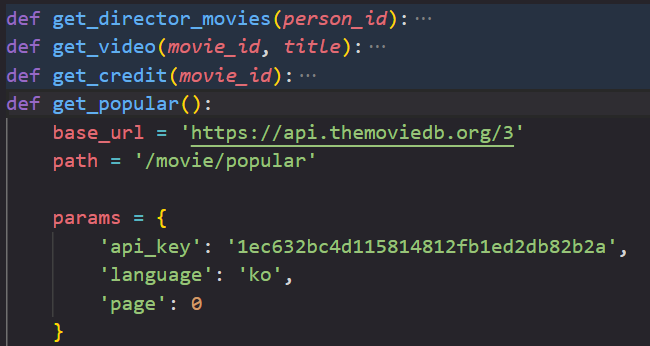 def get_director_movies(person_id):···
def get_video(movie_id, title):···
def get_credit(movie_id):···
def get_popular():
    base_url = 'https://api.themoviedb.org/3'
    path = '/movie/popular'
    params = {
        'api_key': '1ec632bc4d115814812fb1ed2db82b2a',
        'language': 'ko',
        'page': 0
    }